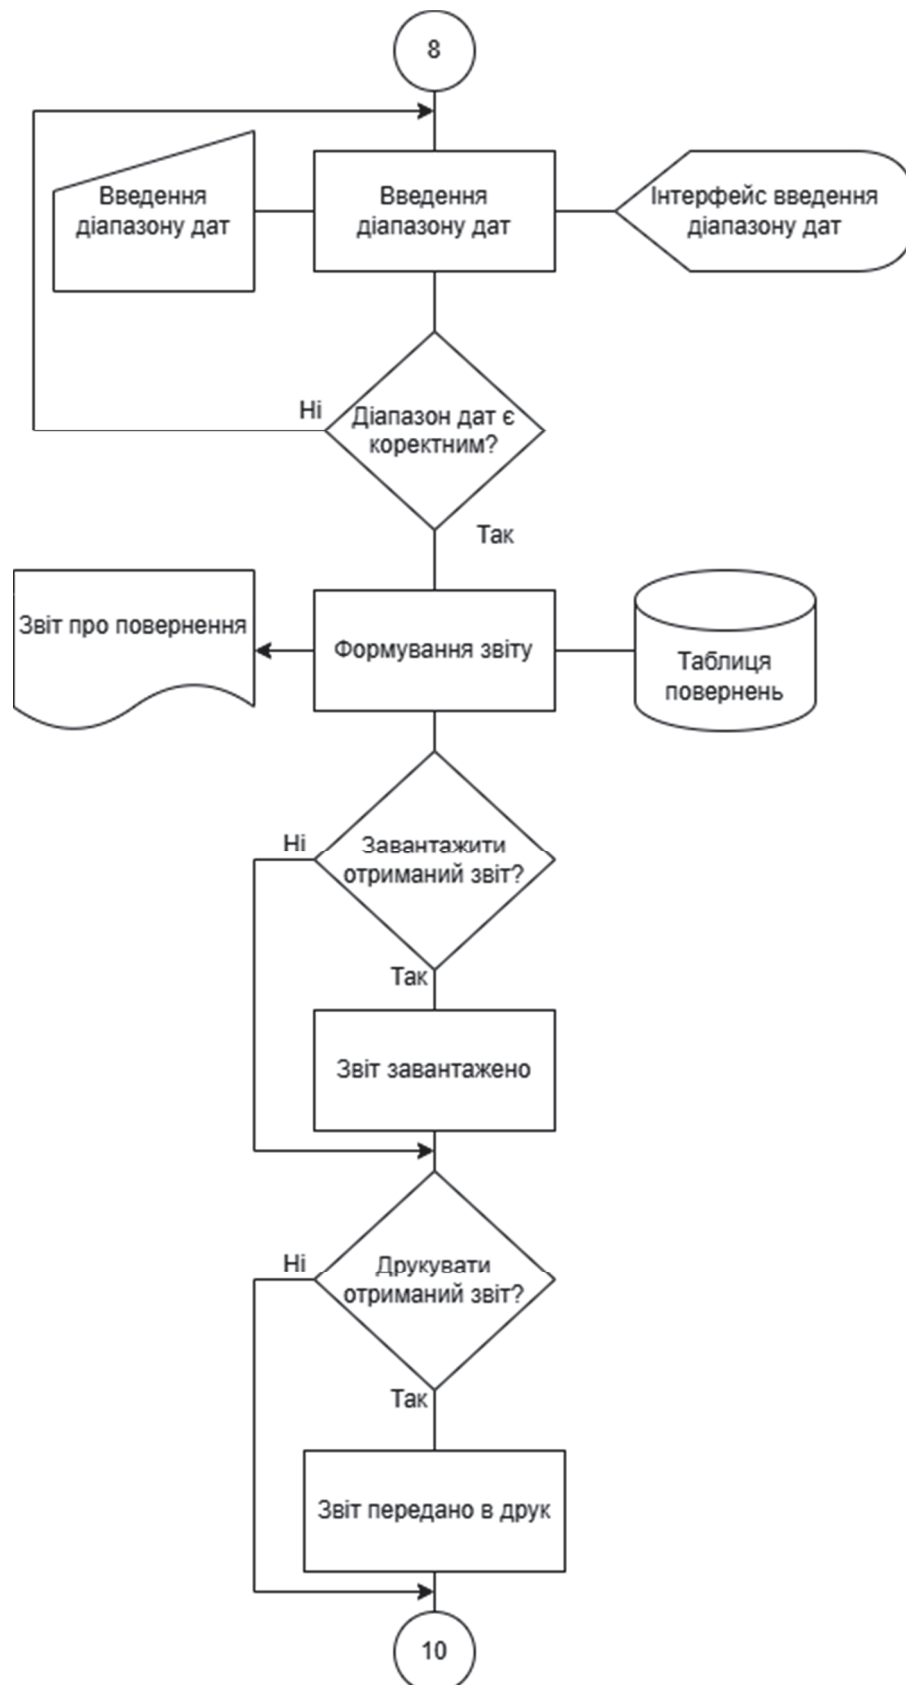 8
Введення
діапазону дат
Введення
діапазону дат
Інтерфейс введення
діапазону дат
Ні
Діапазон дат є
коректним?
Так
Звіт про повернення
Формування звіту
Таблиця
повернень
Ні
Завантажити
отриманий звіт?
Так
Звіт завантажено
Ні
Друкувати
отриманий звіт?
Так
Звіт передано в друк
10